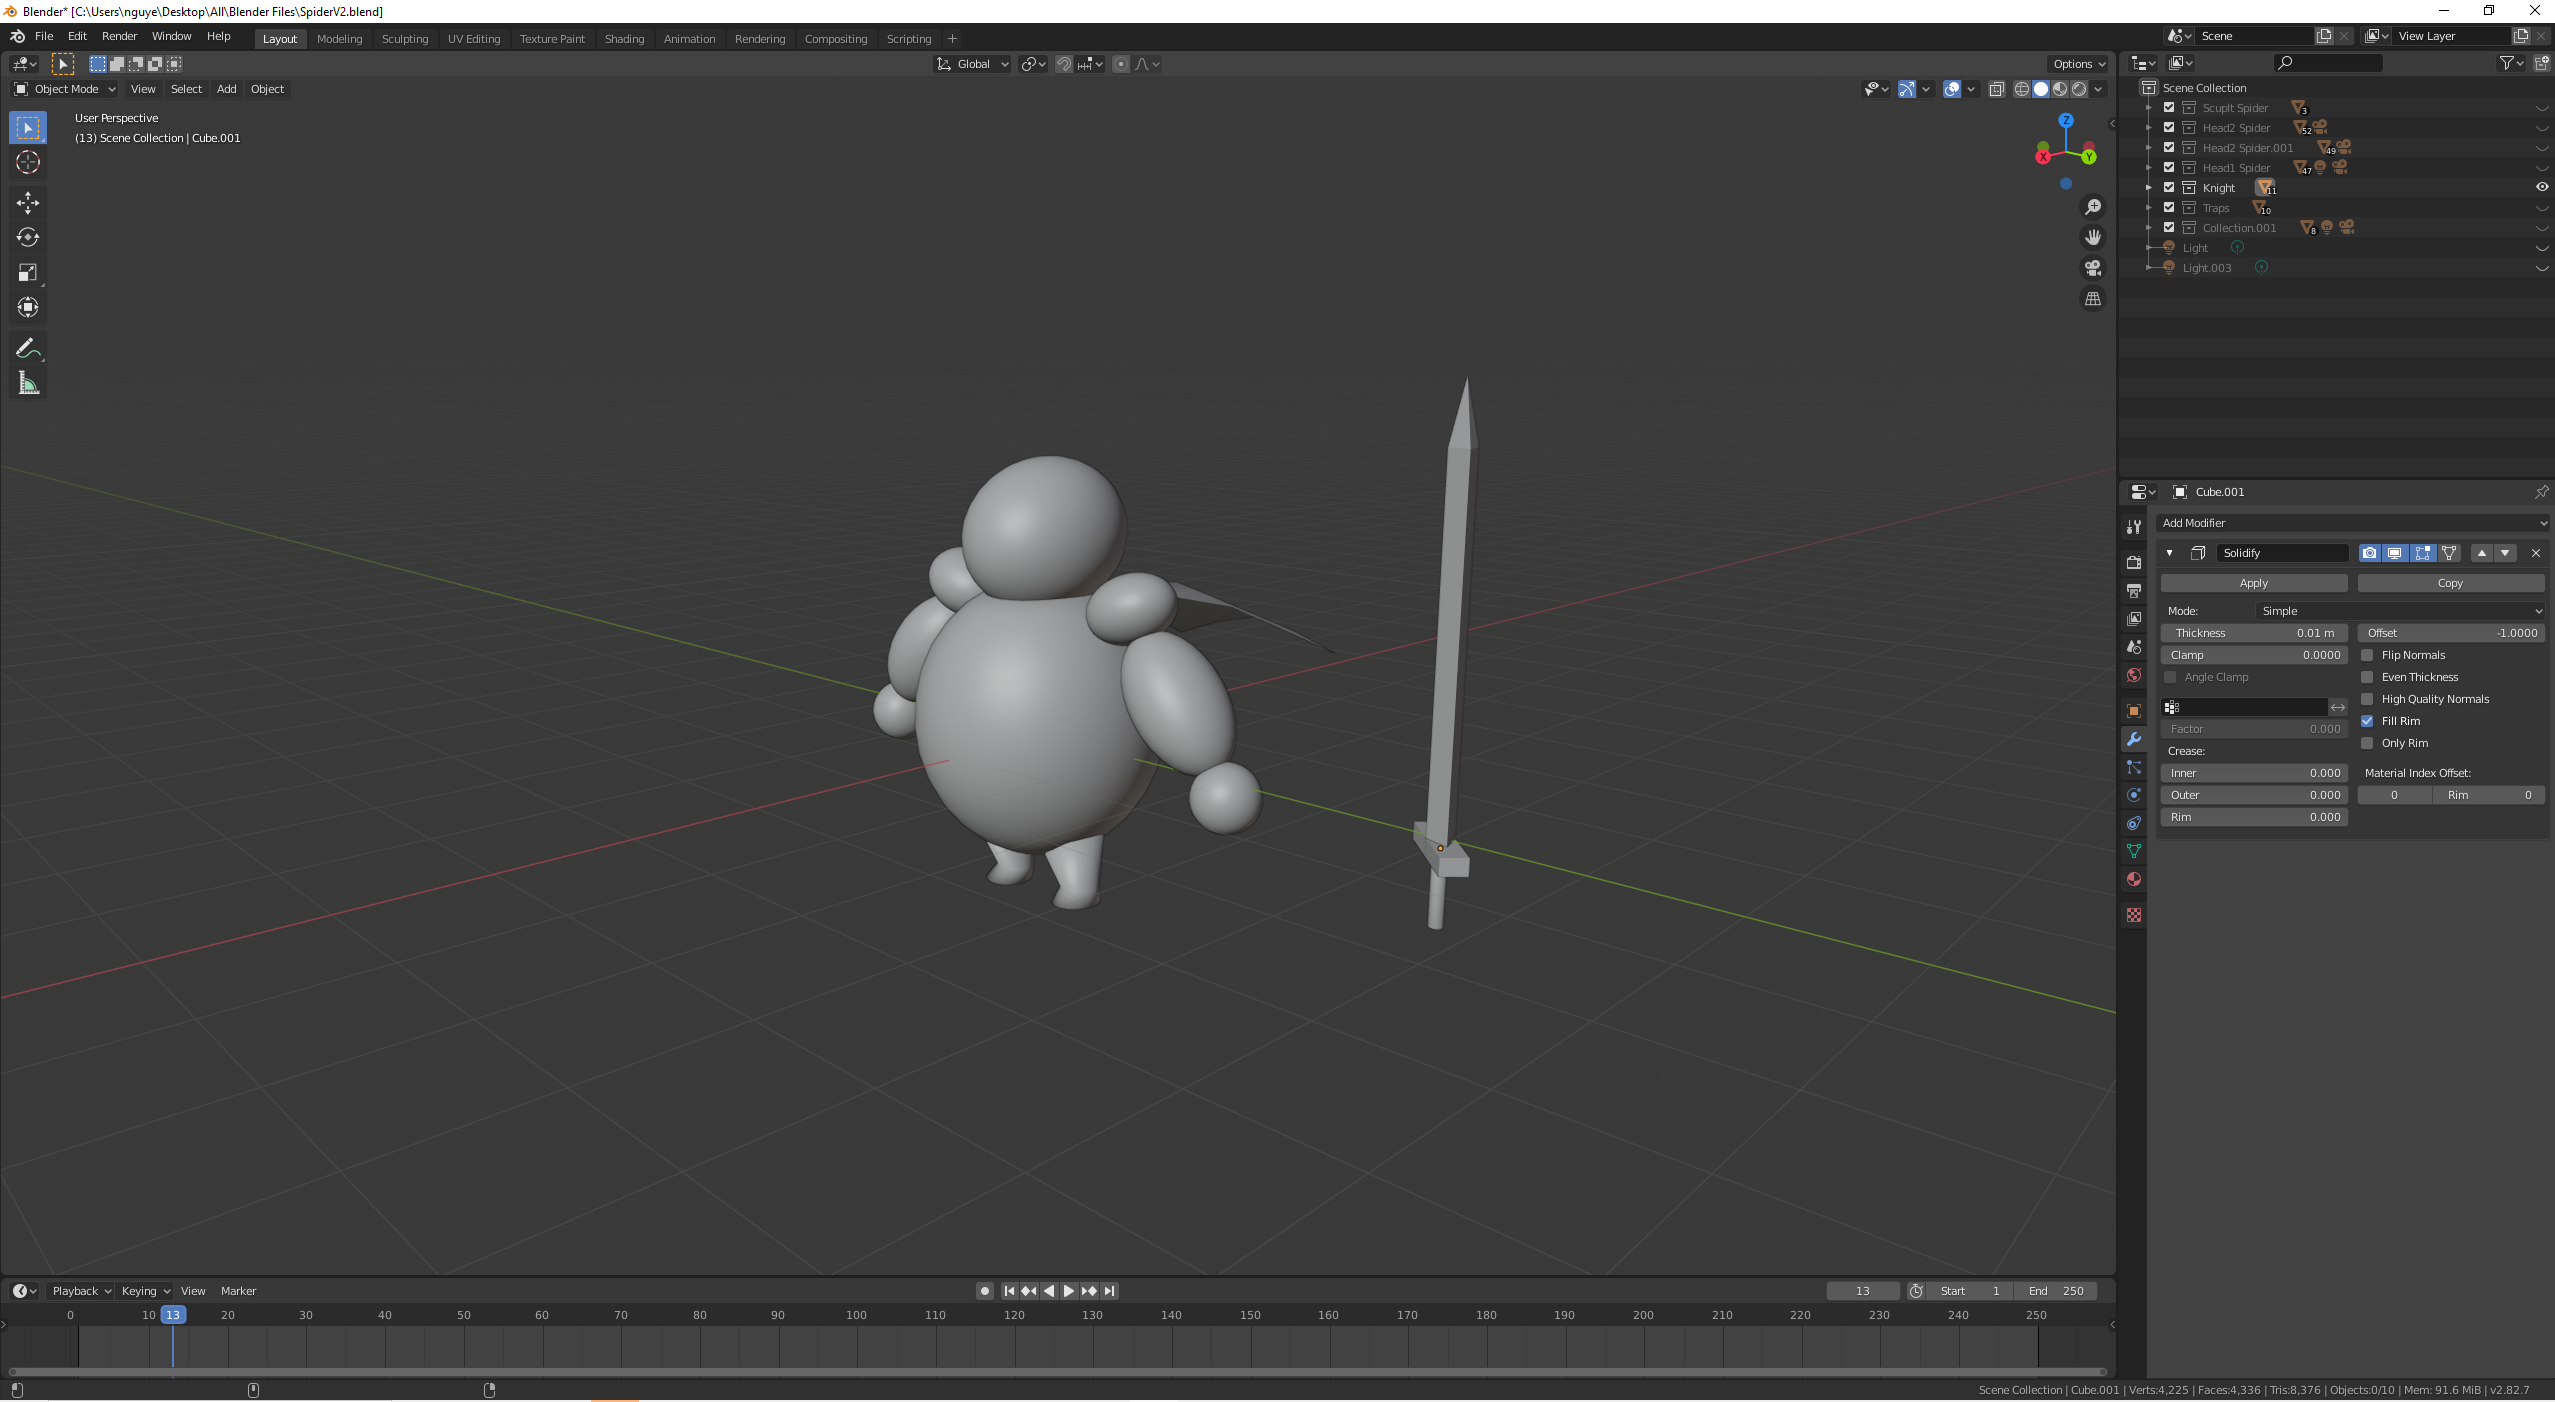 Blender* [C:\Users\nguye\Desktop\All\Blender Files\SpiderV2.blend]
File Edit Render Window Help Layout Modeling Sculpting UV Editing Texture Paint Shading Animation Rendering Compositing Scripting + Scene View Layer
Global Options
Object Mode View Select Add Object
User Perspective
(13) Scene Collection | Cube.001
Z
X
Y
Scene Collection
Sculpt Spider 3
Head2 Spider 52
Head2 Spider.001 49
Head1 Spider 47
Knight 11
Traps 10
Collection.001 8
Light
Light.003
Cube.001
Add Modifier
Solidify
Apply Copy
Mode: Simple
Thickness 0.01 m Offset -1.0000
Clamp 0.0000 Flip Normals
Angle Clamp Even Thickness
High Quality Normals
Factor 0.000 Fill Rim
Crease: Only Rim
Inner 0.000 Material Index Offset:
Outer 0.000 0 Rim 0
Rim 0.000
Playback Keying View Marker 13 Start 1 End 250
0 10 13 20 30 40 50 60 70 80 90 100 110 120 130 140 150 160 170 180 190 200 210 220 230 240 250
Scene Collection | Cube.001 | Verts:4,225 | Faces:4,336 | Tris:8,376 | Objects:0/10 | Mem: 91.6 MiB | v2.82.7